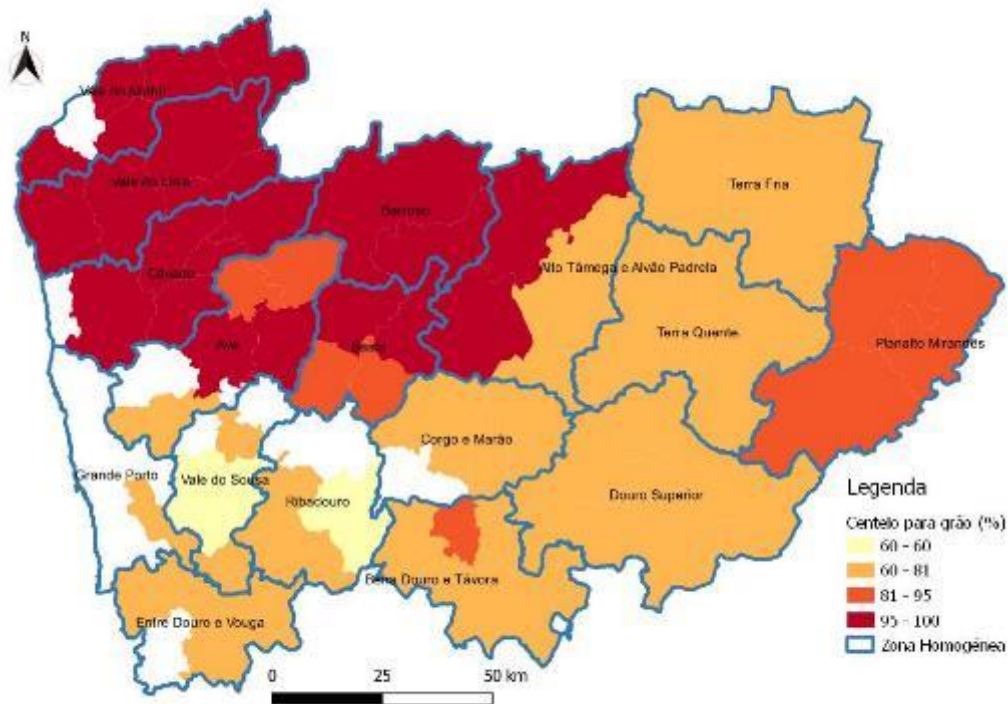 N
Vale do Minho
Vale do Lima
Barroso
Terra Fria
Cávado
Alto Tâmega e Alvão Padrela
Ave
Basto
Terra Quente
Planalto Mirandês
Corgo e Marão
Grande Porto
Vale do Sousa
Ribadouro
Douro Superior
Beira Douro e Távora
Entre Douro e Vouga
Legenda
Centeio para grão (%)
60 - 60
60 - 81
81 - 95
95 - 100
Zona Homogénea
0 25 50 km